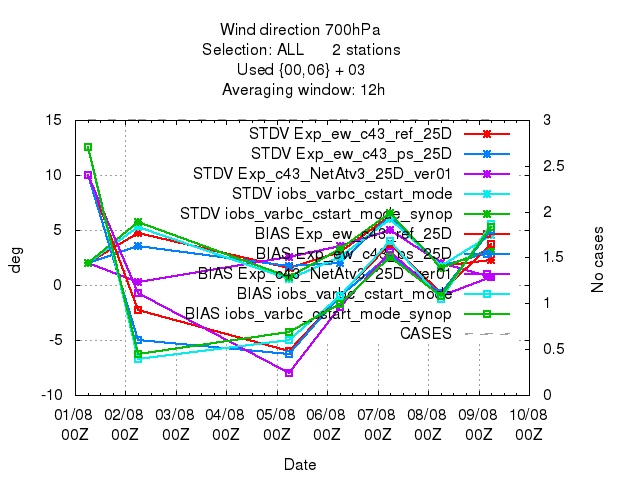 Wind direction 700hPa
Selection: ALL 2 stations
Used {00,06} + 03
Averaging window: 12h
15
10
5
0
-5
-10
deg
3
2.5
2
1.5
1
0.5
0
No cases
STDV Exp_ew_c43_ref_25D
STDV Exp_ew_c43_ps_25D
STDV Exp_c43_NetAtv3_25D_ver01
STDV iobs_varbc_cstart_mode
STDV iobs_varbc_cstart_mode_synop
BIAS Exp_ew_c43_ref_25D
BIAS Exp_ew_c43_ps_25D
BIAS Exp_c43_NetAtv3_25D_ver01
BIAS iobs_varbc_cstart_mode
BIAS iobs_varbc_cstart_mode_synop
CASES
01/08 02/08 03/08 04/08 05/08 06/08 07/08 08/08 09/08 10/08
00Z 00Z 00Z 00Z 00Z 00Z 00Z 00Z 00Z 00Z
Date